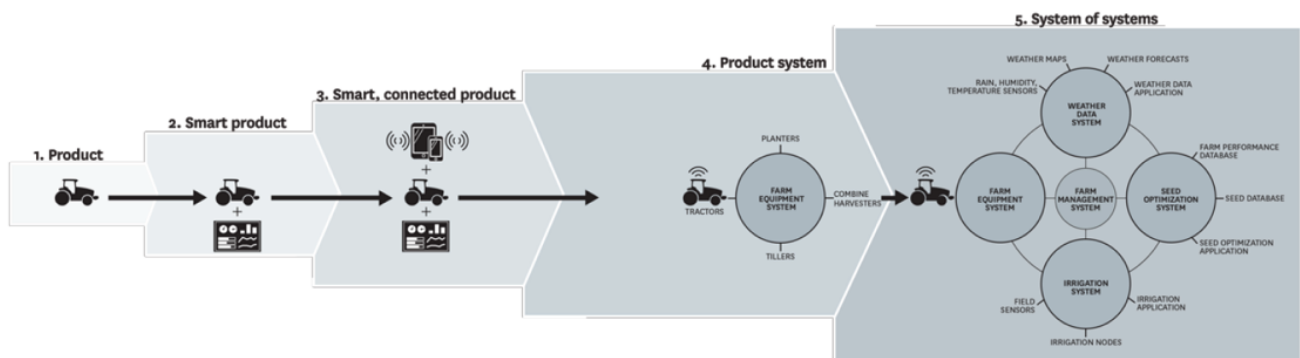 1. Product
2. Smart product
3. Smart, connected product
4. Product system
PLANTERS
TRACTORS
FARM
EQUIPMENT
SYSTEM
COMBINE
HARVESTERS
TILLERS
5. System of systems
WEATHER MAPS
WEATHER FORECASTS
RAIN, HUMIDITY,
TEMPERATURE SENSORS
WEATHER DATA
APPLICATION
WEATHER
DATA
SYSTEM
FARM
EQUIPMENT
SYSTEM
FARM
MANAGEMENT
SYSTEM
SEED
OPTIMIZATION
SYSTEM
FARM PERFORMANCE
DATABASE
SEED DATABASE
SEED OPTIMIZATION
APPLICATION
IRRIGATION
SYSTEM
FIELD
SENSORS
IRRIGATION
APPLICATION
IRRIGATION NODES